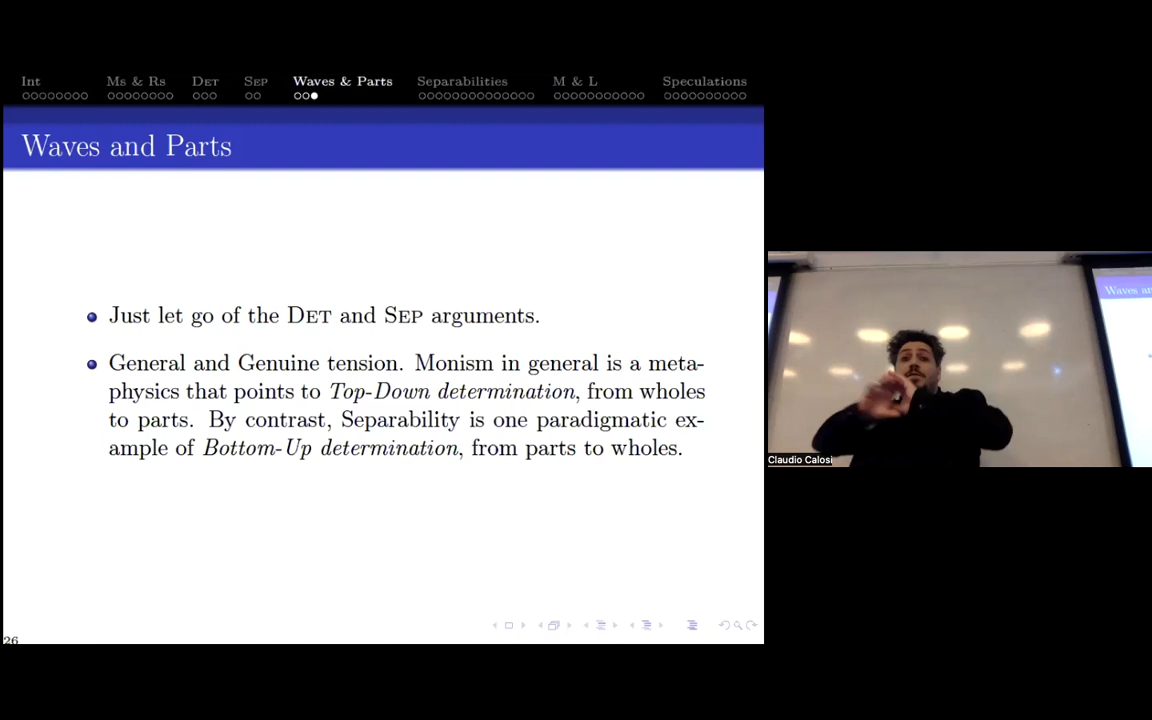 Int Ms & Rs Det Sep Waves & Parts Separabilities M & L Speculations
Waves and Parts
Just let go of the Det and Sep arguments.
General and Genuine tension. Monism in general is a meta-
physics that points to Top-Down determination, from wholes
to parts. By contrast, Separability is one paradigmatic ex-
ample of Bottom-Up determination, from parts to wholes.
26
Waves an
Claudio Calosi